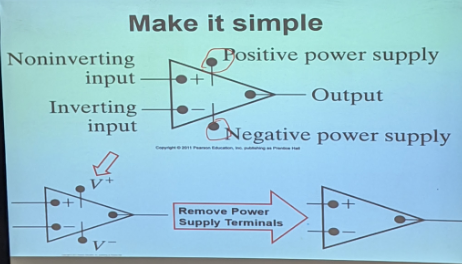 Make it simple
Noninverting
input
Positive power supply
+
Output
Inverting
input
−
Negative power supply
Copyright © 2011 Pearson Education, Inc. publishing as Prentice Hall
V+
+
−
V−
Remove Power
Supply Terminals
+
−